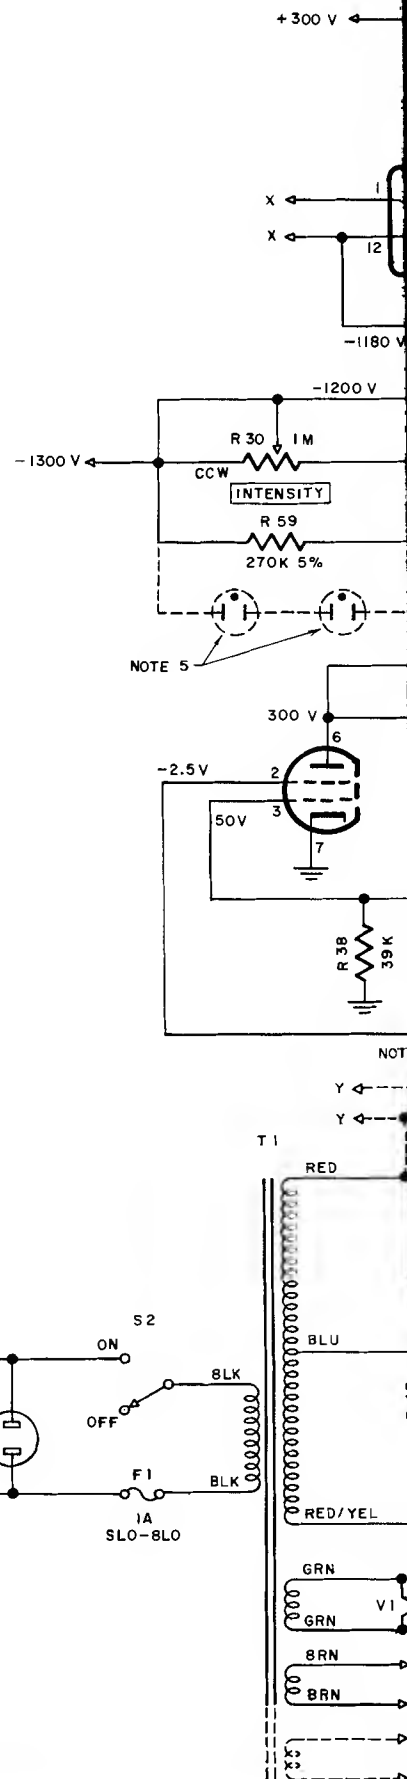 +300 V
X
1
X
12
-1180 V
-1200 V
R 30 1M
-1300 V
CCW
INTENSITY
R 59
270K 5%
NOTE 5
300 V
6
-2.5V
2
3
50V
7
R 38
39K
NOT
Y
Y
T1
RED
S2
ON
BLU
BLK
OFF
F1
BLK
1A
SLO-BLO
RED/YEL
GRN
V1
GRN
BRN
BRN